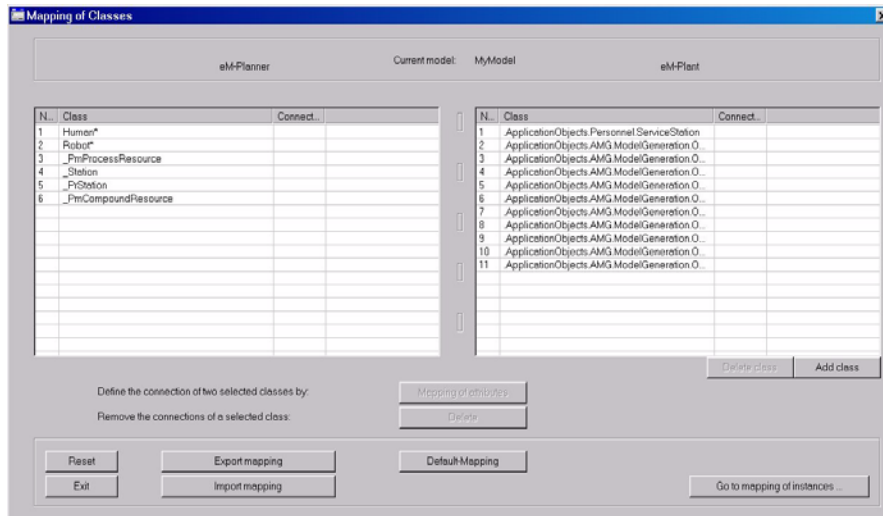 Mapping of Classes
Current model: MyModel
eM-Planner eM-Plant
N... Class Connect...
1 Human*
2 Robot*
3 _PmProcessResource
4 _Station
5 _PrStation
6 _PmCompoundResource
N... Class Connect...
1 .ApplicationObjects.Personnel.ServiceStation
2 .ApplicationObjects.AMG.ModelGeneration.O...
3 .ApplicationObjects.AMG.ModelGeneration.O...
4 .ApplicationObjects.AMG.ModelGeneration.O...
5 .ApplicationObjects.AMG.ModelGeneration.O...
6 .ApplicationObjects.AMG.ModelGeneration.O...
7 .ApplicationObjects.AMG.ModelGeneration.O...
8 .ApplicationObjects.AMG.ModelGeneration.O...
9 .ApplicationObjects.AMG.ModelGeneration.O...
10 .ApplicationObjects.AMG.ModelGeneration.O...
11 .ApplicationObjects.AMG.ModelGeneration.O...
Delete class Add class
Define the connection of two selected classes by: Mapping of attributes
Remove the connections of a selected class: Delete
Reset Export mapping Default-Mapping
Exit Import mapping Go to mapping of instances ...